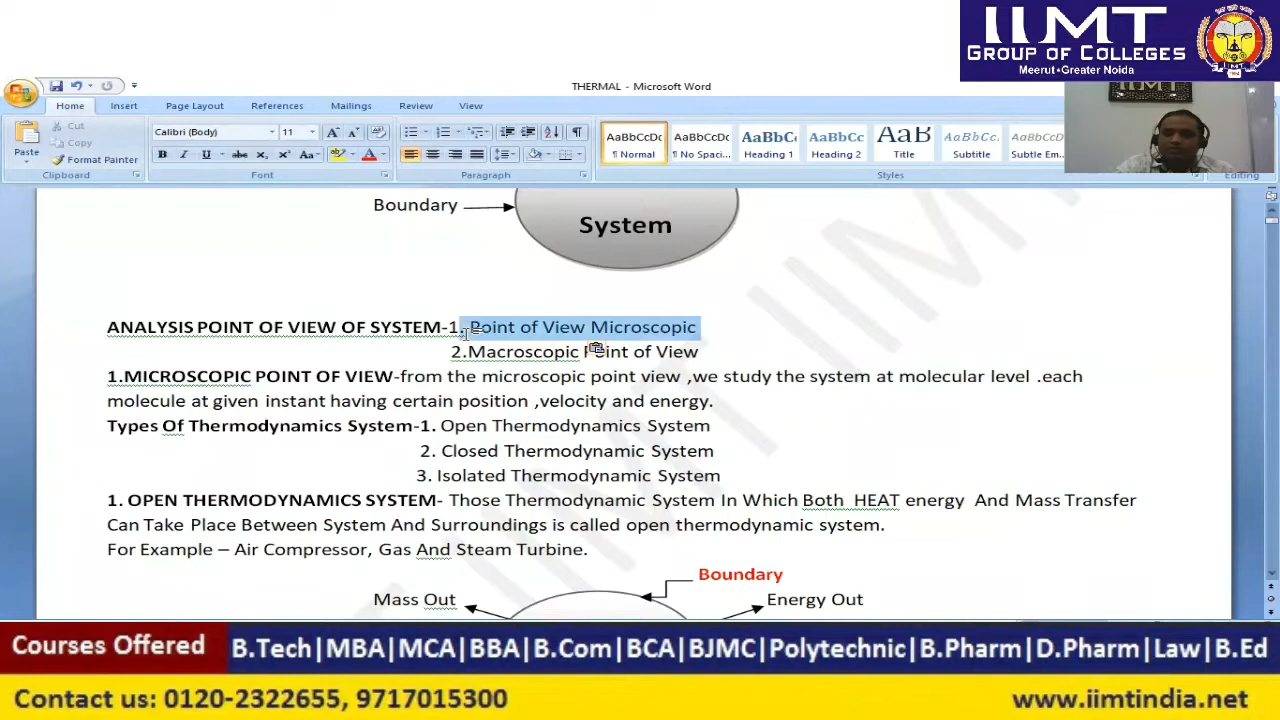 IIMT
GROUP OF COLLEGES
Meerut•Greater Noida
THERMAL - Microsoft Word
Home Insert Page Layout References Mailings Review View
Paste
Cut
Copy
Format Painter
Clipboard
Calibri (Body) 11
Font
Paragraph
AaBbCcDc AaBbCcDc AaBbCc AaBbCc AaB AaBbCc. AaBbCcDc
¶ Normal ¶ No Spaci... Heading 1 Heading 2 Title Subtitle Subtle Em...
Styles
Editing
Boundary
System
ANALYSIS POINT OF VIEW OF SYSTEM-1. Point of View Microscopic
2.Macroscopic Point of View
1.MICROSCOPIC POINT OF VIEW-from the microscopic point view ,we study the system at molecular level .each
molecule at given instant having certain position ,velocity and energy.
Types Of Thermodynamics System-1. Open Thermodynamics System
2. Closed Thermodynamic System
3. Isolated Thermodynamic System
1. OPEN THERMODYNAMICS SYSTEM- Those Thermodynamic System In Which Both HEAT energy And Mass Transfer
Can Take Place Between System And Surroundings is called open thermodynamic system.
For Example – Air Compressor, Gas And Steam Turbine.
Boundary
Mass Out
Energy Out
Courses Offered
B.Tech|MBA|MCA|BBA|B.Com|BCA|BJMC|Polytechnic|B.Pharm|D.Pharm|Law|B.Ed
Contact us: 0120-2322655, 9717015300
www.iimtindia.net